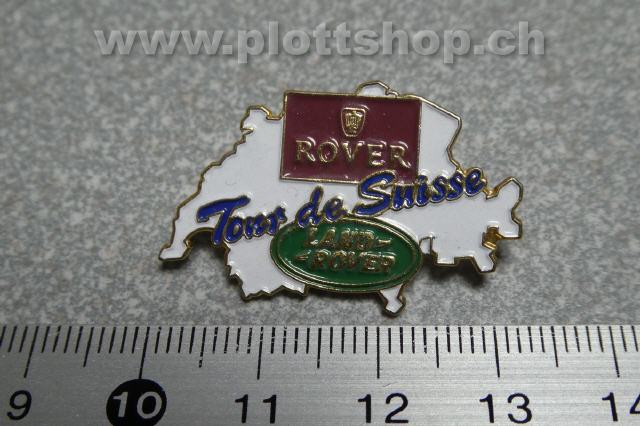 www.plottshop.ch
ROVER
Tour de Suisse
LAND-
-ROVER
9 10 11 12 13 14